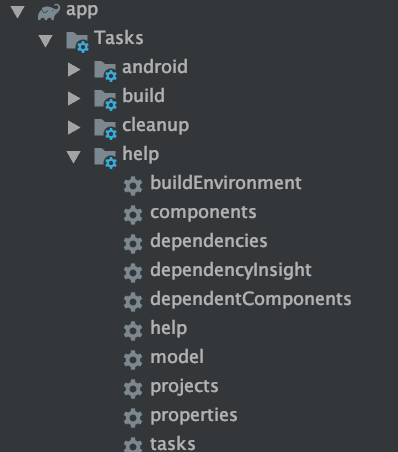 app
Tasks
android
build
cleanup
help
buildEnvironment
components
dependencies
dependencyInsight
dependentComponents
help
model
projects
properties
tasks